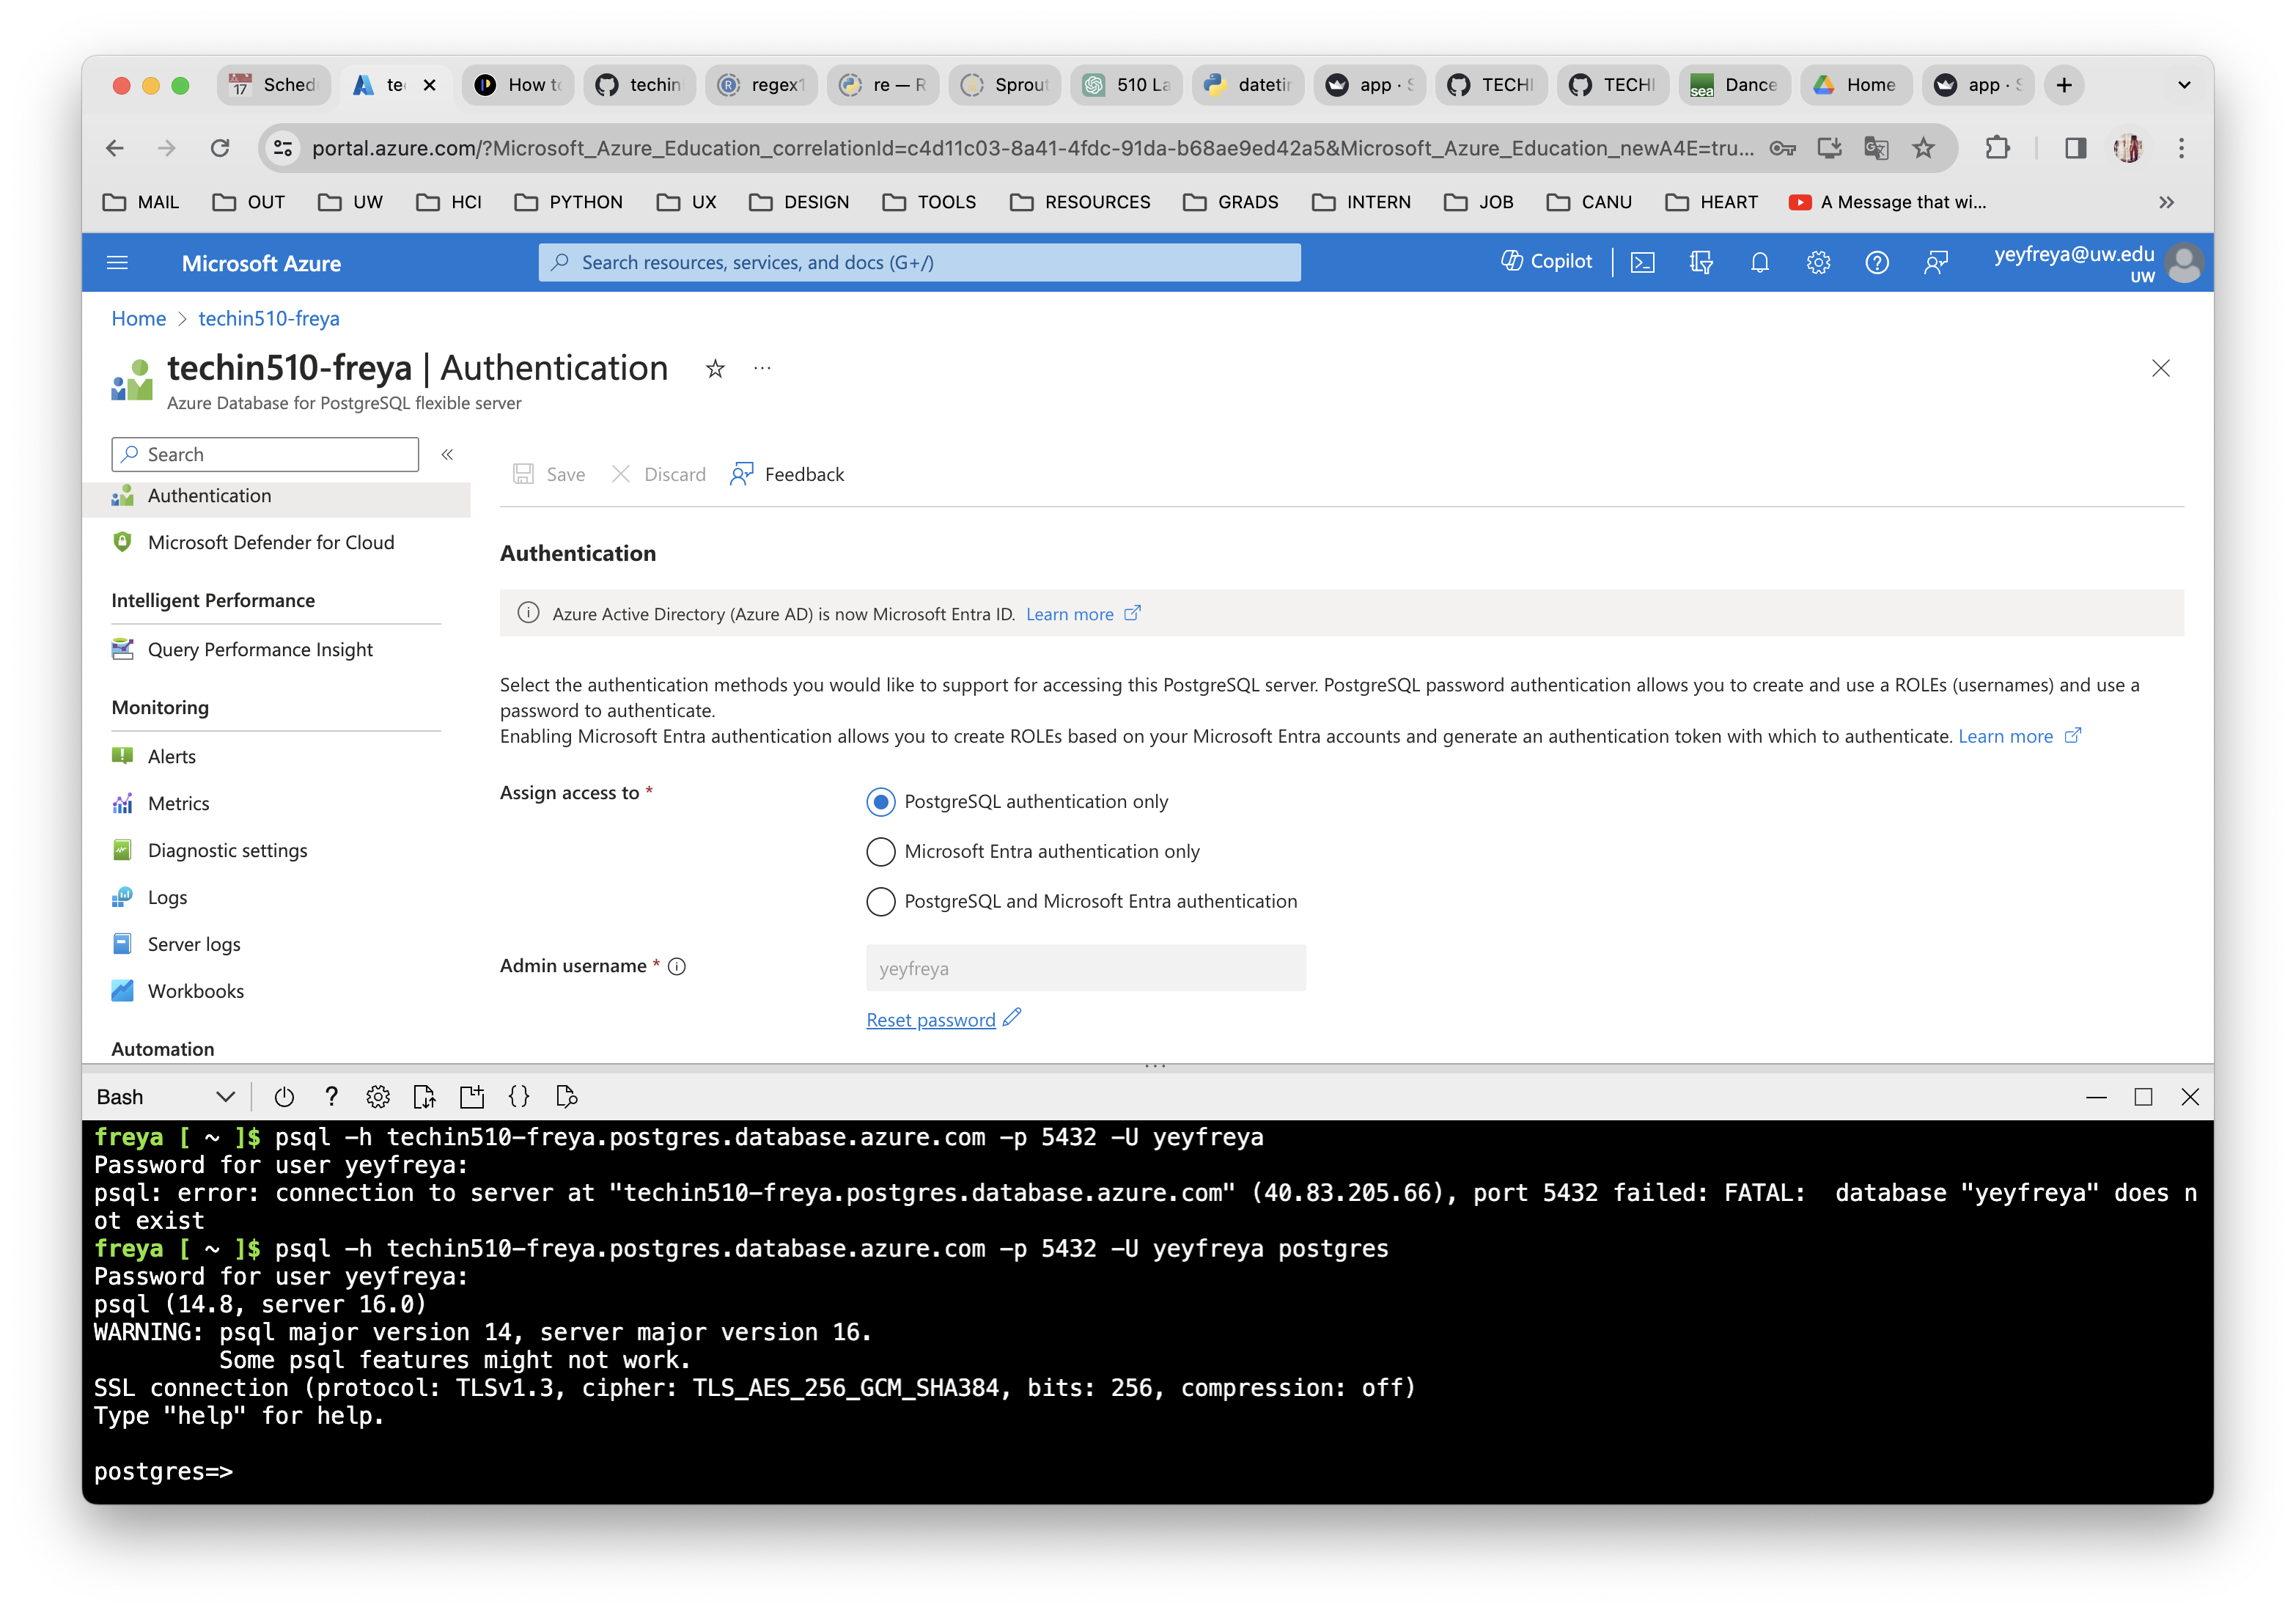 17 Sched
te
How to
techin
regex1
re — R
Sprout
510 La
datetir
app · S
TECHI
TECHI
sea Dance
Home
app · S
portal.azure.com/?Microsoft_Azure_Education_correlationId=c4d11c03-8a41-4fdc-91da-b68ae9ed42a5&Microsoft_Azure_Education_newA4E=tru...
MAIL OUT UW HCI PYTHON UX DESIGN TOOLS RESOURCES GRADS INTERN JOB CANU HEART A Message that wi...
Microsoft Azure
Search resources, services, and docs (G+/)
Copilot
yeyfreya@uw.edu
UW
Home > techin510-freya
techin510-freya | Authentication
Azure Database for PostgreSQL flexible server
Search
Authentication
Microsoft Defender for Cloud
Intelligent Performance
Query Performance Insight
Monitoring
Alerts
Metrics
Diagnostic settings
Logs
Server logs
Workbooks
Automation
Save Discard Feedback
Authentication
Azure Active Directory (Azure AD) is now Microsoft Entra ID. Learn more
Select the authentication methods you would like to support for accessing this PostgreSQL server. PostgreSQL password authentication allows you to create and use a ROLEs (usernames) and use a
password to authenticate.
Enabling Microsoft Entra authentication allows you to create ROLEs based on your Microsoft Entra accounts and generate an authentication token with which to authenticate. Learn more
Assign access to *
PostgreSQL authentication only
Microsoft Entra authentication only
PostgreSQL and Microsoft Entra authentication
Admin username *
yeyfreya
Reset password
Bash
freya [ ~ ]$ psql -h techin510-freya.postgres.database.azure.com -p 5432 -U yeyfreya
Password for user yeyfreya:
psql: error: connection to server at "techin510-freya.postgres.database.azure.com" (40.83.205.66), port 5432 failed: FATAL:  database "yeyfreya" does n
ot exist
freya [ ~ ]$ psql -h techin510-freya.postgres.database.azure.com -p 5432 -U yeyfreya postgres
Password for user yeyfreya:
psql (14.8, server 16.0)
WARNING: psql major version 14, server major version 16.
Some psql features might not work.
SSL connection (protocol: TLSv1.3, cipher: TLS_AES_256_GCM_SHA384, bits: 256, compression: off)
Type "help" for help.
postgres=>